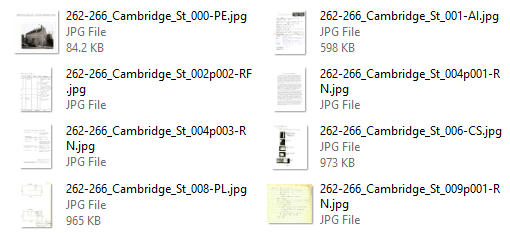 262-266_Cambridge_St_000-PE.jpg
JPG File
84.2 KB
262-266_Cambridge_St_001-AI.jpg
JPG File
598 KB
262-266_Cambridge_St_002p002-RF
.jpg
JPG File
262-266_Cambridge_St_004p001-R
N.jpg
JPG File
262-266_Cambridge_St_004p003-R
N.jpg
JPG File
262-266_Cambridge_St_006-CS.jpg
JPG File
973 KB
262-266_Cambridge_St_008-PL.jpg
JPG File
965 KB
262-266_Cambridge_St_009p001-R
N.jpg
JPG File